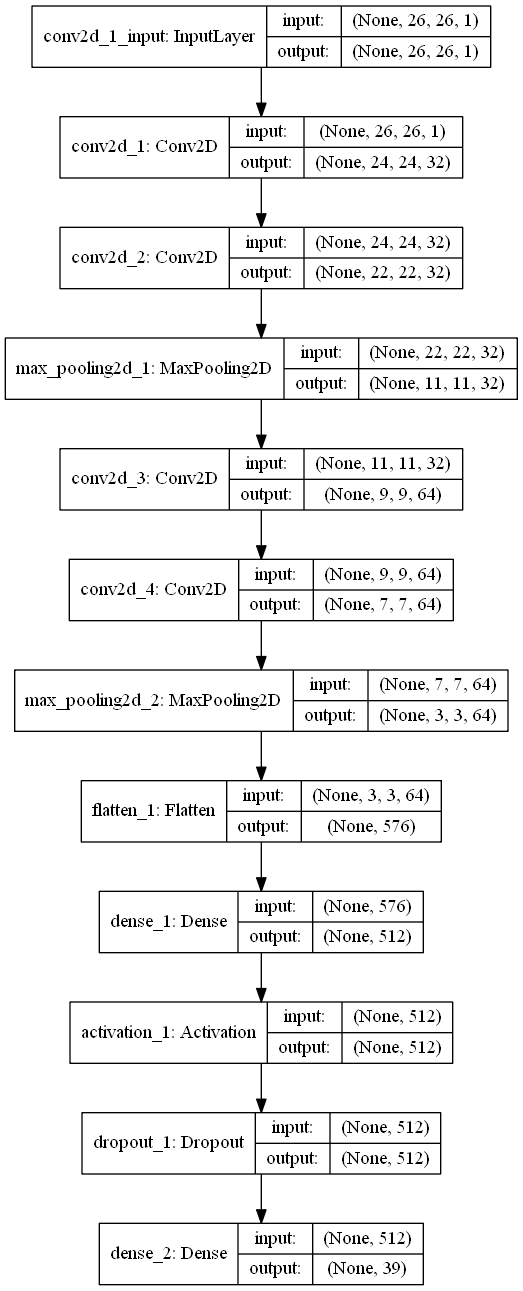 conv2d_1_input: InputLayer
input: (None, 26, 26, 1)
output: (None, 26, 26, 1)
conv2d_1: Conv2D
input: (None, 26, 26, 1)
output: (None, 24, 24, 32)
conv2d_2: Conv2D
input: (None, 24, 24, 32)
output: (None, 22, 22, 32)
max_pooling2d_1: MaxPooling2D
input: (None, 22, 22, 32)
output: (None, 11, 11, 32)
conv2d_3: Conv2D
input: (None, 11, 11, 32)
output: (None, 9, 9, 64)
conv2d_4: Conv2D
input: (None, 9, 9, 64)
output: (None, 7, 7, 64)
max_pooling2d_2: MaxPooling2D
input: (None, 7, 7, 64)
output: (None, 3, 3, 64)
flatten_1: Flatten
input: (None, 3, 3, 64)
output: (None, 576)
dense_1: Dense
input: (None, 576)
output: (None, 512)
activation_1: Activation
input: (None, 512)
output: (None, 512)
dropout_1: Dropout
input: (None, 512)
output: (None, 512)
dense_2: Dense
input: (None, 512)
output: (None, 39)